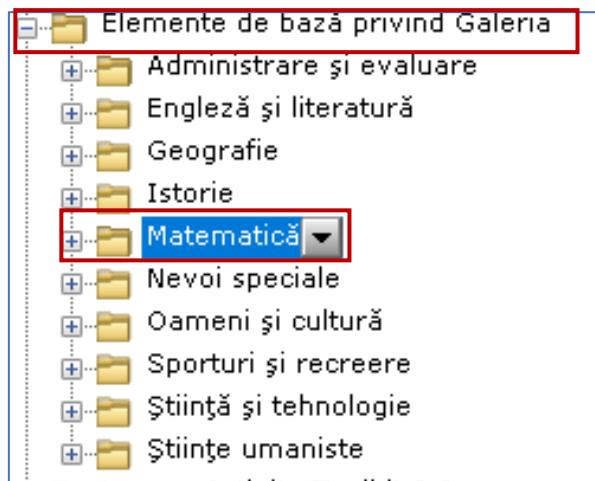 Elemente de bază privind Galeria
Administrare şi evaluare
Engleză şi literatură
Geografie
Istorie
Matematică
Nevoi speciale
Oameni şi cultură
Sporturi şi recreere
Ştiinţă şi tehnologie
Ştiinţe umaniste